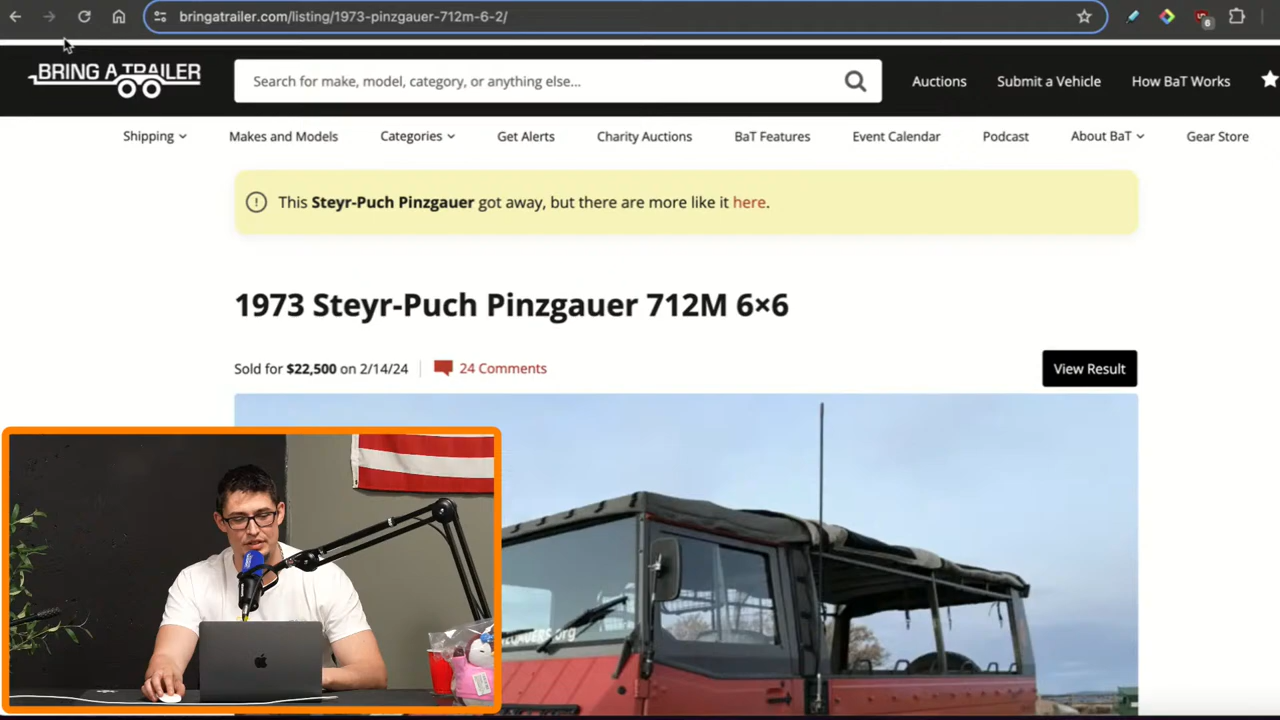 bringatrailer.com/listing/1973-pinzgauer-712m-6-2/
6
BRING A TRAILER
Search for make, model, category, or anything else...
Auctions
Submit a Vehicle
How BaT Works
Shipping
Makes and Models
Categories
Get Alerts
Charity Auctions
BaT Features
Event Calendar
Podcast
About BaT
Gear Store
This Steyr-Puch Pinzgauer got away, but there are more like it here.
1973 Steyr-Puch Pinzgauer 712M 6×6
Sold for $22,500 on 2/14/24
24 Comments
View Result